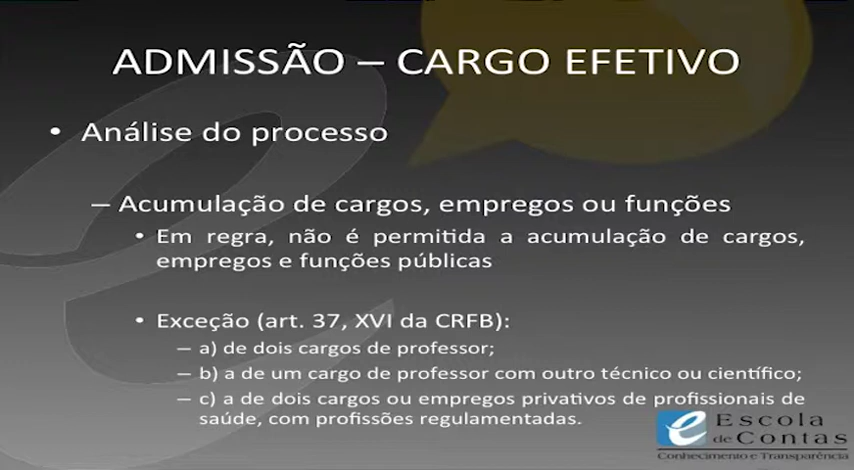 ADMISSÃO – CARGO EFETIVO
• Análise do processo
– Acumulação de cargos, empregos ou funções
• Em regra, não é permitida a acumulação de cargos,
empregos e funções públicas
• Exceção (art. 37, XVI da CRFB):
– a) de dois cargos de professor;
– b) a de um cargo de professor com outro técnico ou científico;
– c) a de dois cargos ou empregos privativos de profissionais de
saúde, com profissões regulamentadas.
Escola
de Contas
Conhecimento e Transparência